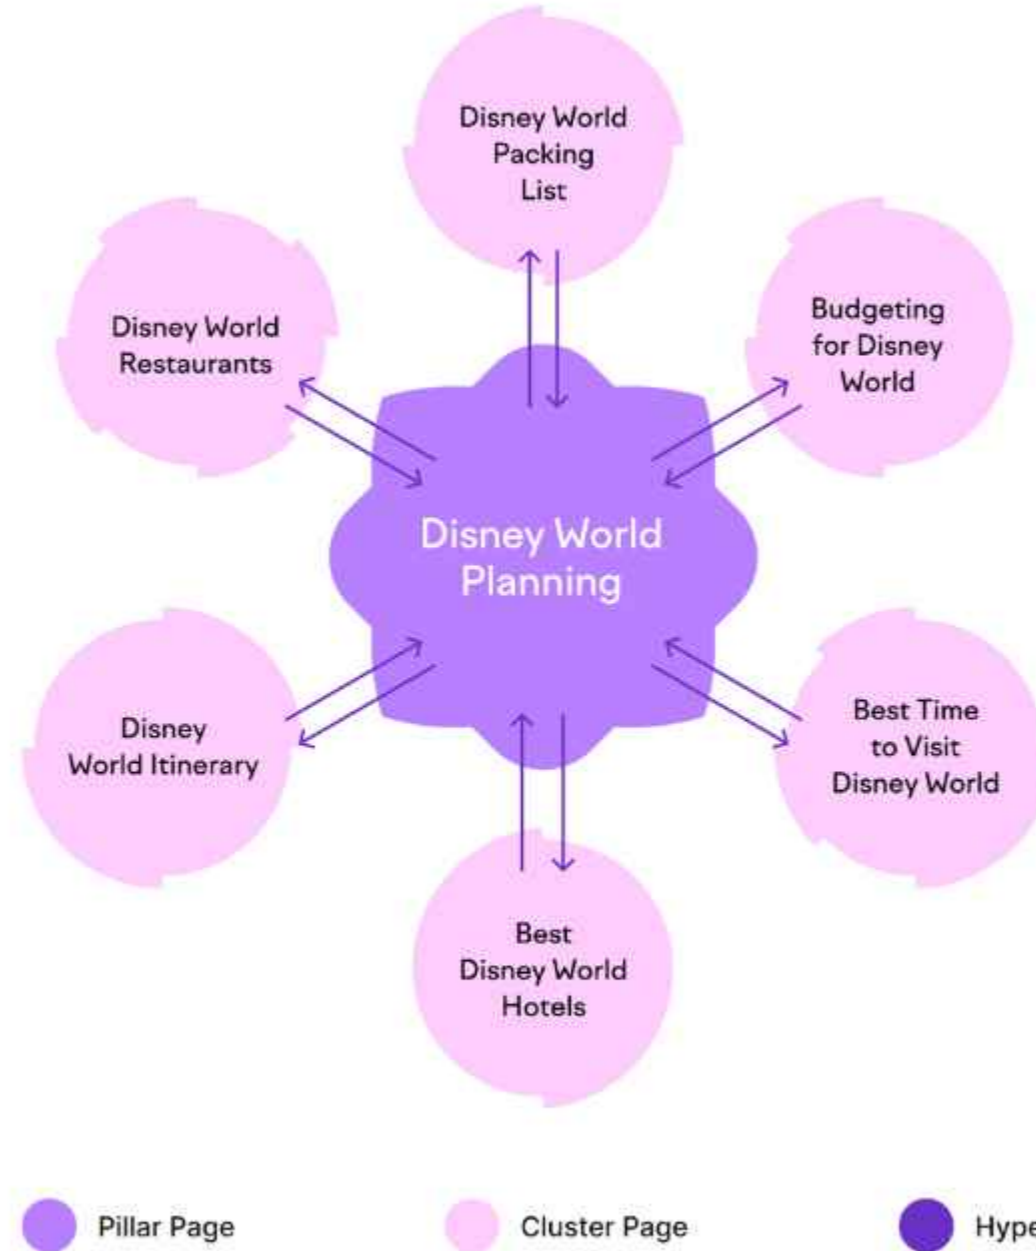 Disney World
Packing
List
Disney World
Restaurants
Budgeting
for Disney
World
Disney World
Planning
Disney
World Itinerary
Best Time
to Visit
Disney World
Best
Disney World
Hotels
Pillar Page
Cluster Page
Hype